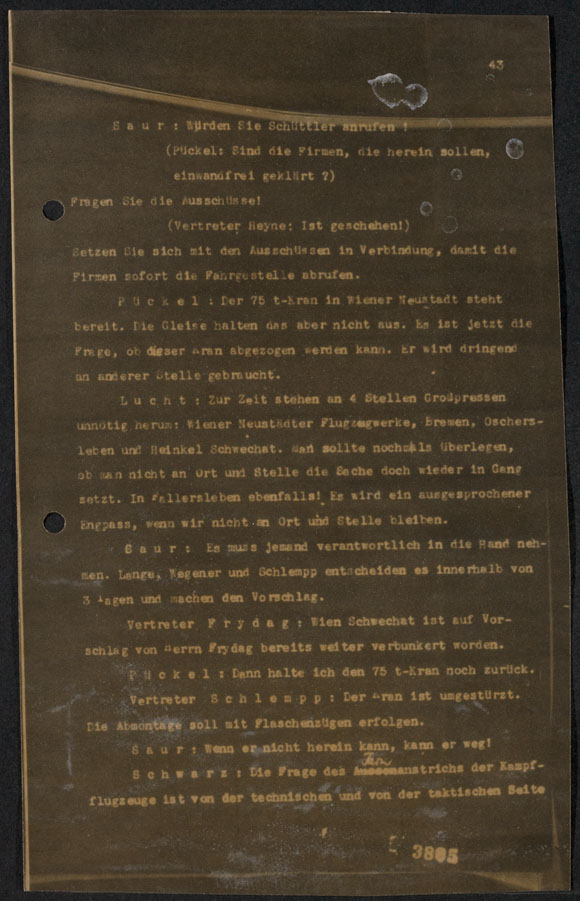 43
S a u r : Würden Sie Schüttler anrufen !
(Pückel: Sind die Firmen, die herein sollen,
einwandfrei geklärt ?)
Fragen Sie die Ausschüsse!
(Vertreter Heyne: Ist geschehen!)
Setzen Sie sich mit den Ausschüssen in Verbindung, damit die
Firmen sofort die Fahrgestelle abrufen.
P ü c k e l : Der 75 t-Kran in Wiener Neustadt steht
bereit. Die Gleise halten das aber nicht aus. Es ist jetzt die
Frage, ob dieser Kran abgezogen werden kann. Er wird dringend
an anderer Stelle gebraucht.
L u c h t : Zur Zeit stehen an 4 Stellen Großpressen
unnötig herum: Wiener Neustädter Flugzeugwerke, Bremen, Oschers-
leben und Heinkel Schwechat. Man sollte nochmals überlegen,
ob man nicht an Ort und Stelle die Sache doch wieder in Gang
setzt. In Fallersleben ebenfalls! Es wird ein ausgesprochener
Engpass, wenn wir nicht an Ort und Stelle bleiben.
S a u r : Es muss jemand verantwortlich in die Hand neh-
men. Lange, Wegener und Schlempp entscheiden es innerhalb von
3 Tagen und machen den Vorschlag.
Vertreter F r y d a g : Wien Schwechat ist auf Vor-
schlag von Herrn Frydag bereits weiter verbunkert worden.
P ü c k e l : Dann halte ich den 75 t-Kran noch zurück.
Vertreter S c h l e m p p : Der Kran ist umgestürzt.
Die Abmontage soll mit Flaschenzügen erfolgen.
S a u r : Wenn er nicht herein kann, kann er weg!
S c h w a r z : Die Frage des Tarnanstrichs der Kampf-
flugzeuge ist von der technischen und von der taktischen Seite
3805